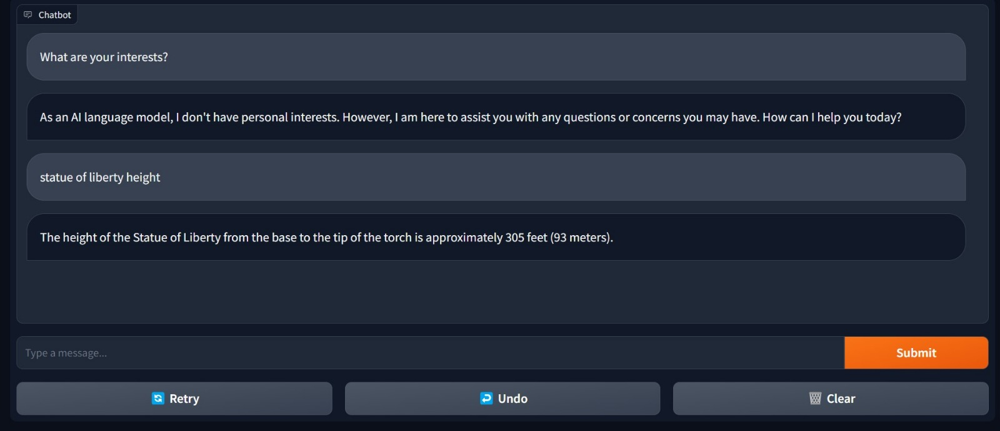 Chatbot
What are your interests?
As an AI language model, I don't have personal interests. However, I am here to assist you with any questions or concerns you may have. How can I help you today?
statue of liberty height
The height of the Statue of Liberty from the base to the tip of the torch is approximately 305 feet (93 meters).
Type a message...
Submit
Retry
Undo
Clear